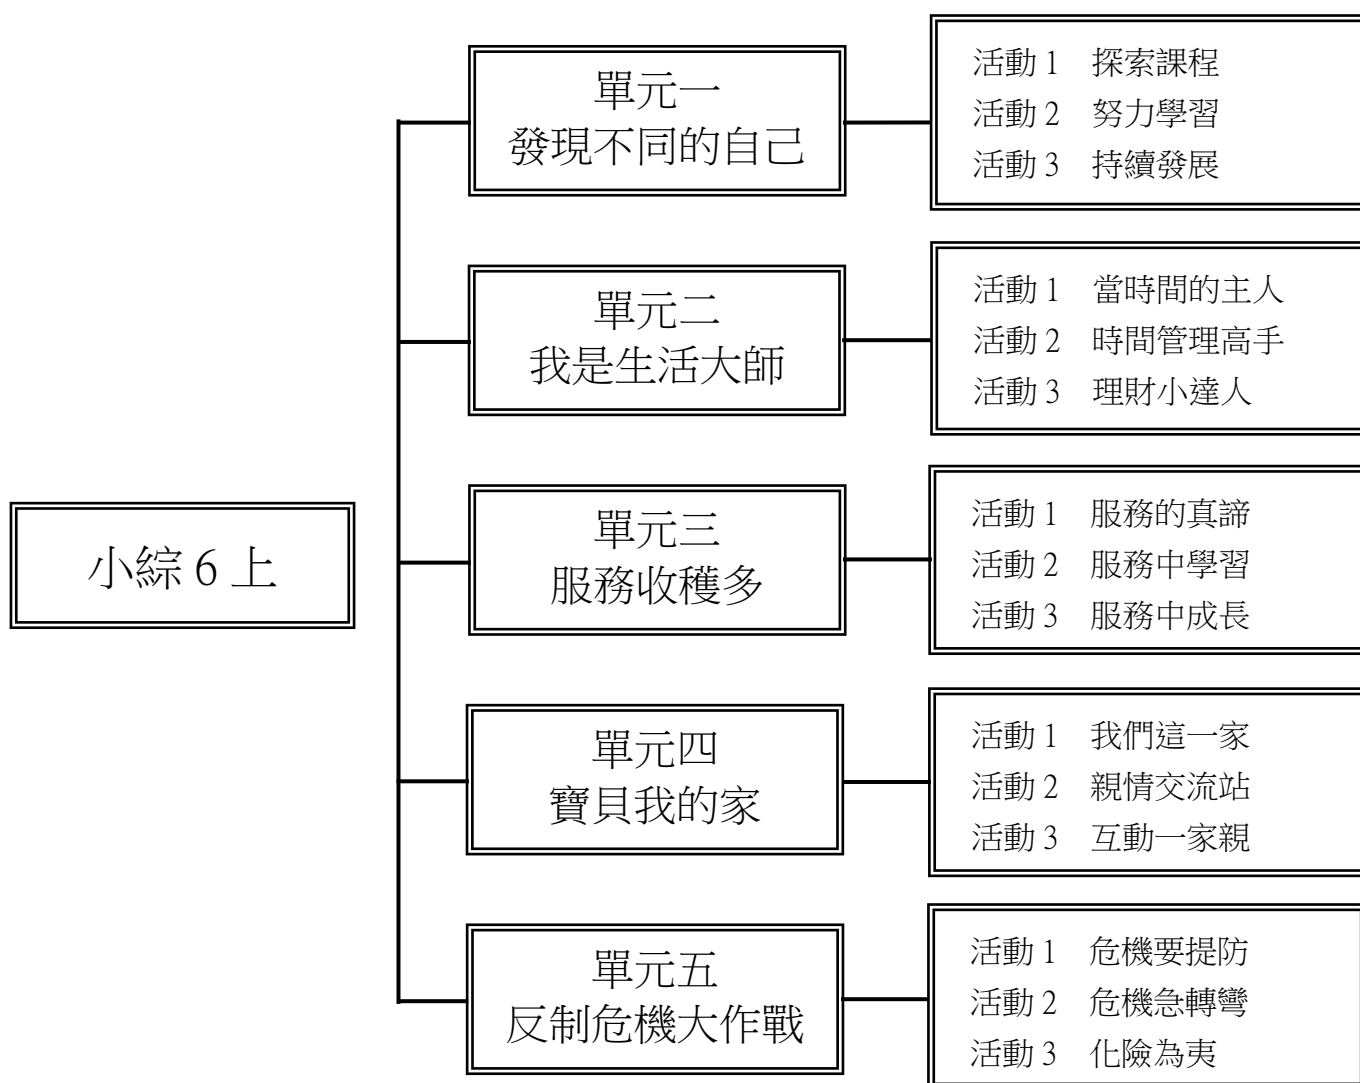 小綜 6 上
單元一
發現不同的自己
活動 1　探索課程
活動 2　努力學習
活動 3　持續發展
單元二
我是生活大師
活動 1　當時間的主人
活動 2　時間管理高手
活動 3　理財小達人
單元三
服務收穫多
活動 1　服務的真諦
活動 2　服務中學習
活動 3　服務中成長
單元四
寶貝我的家
活動 1　我們這一家
活動 2　親情交流站
活動 3　互動一家親
單元五
反制危機大作戰
活動 1　危機要提防
活動 2　危機急轉彎
活動 3　化險為夷